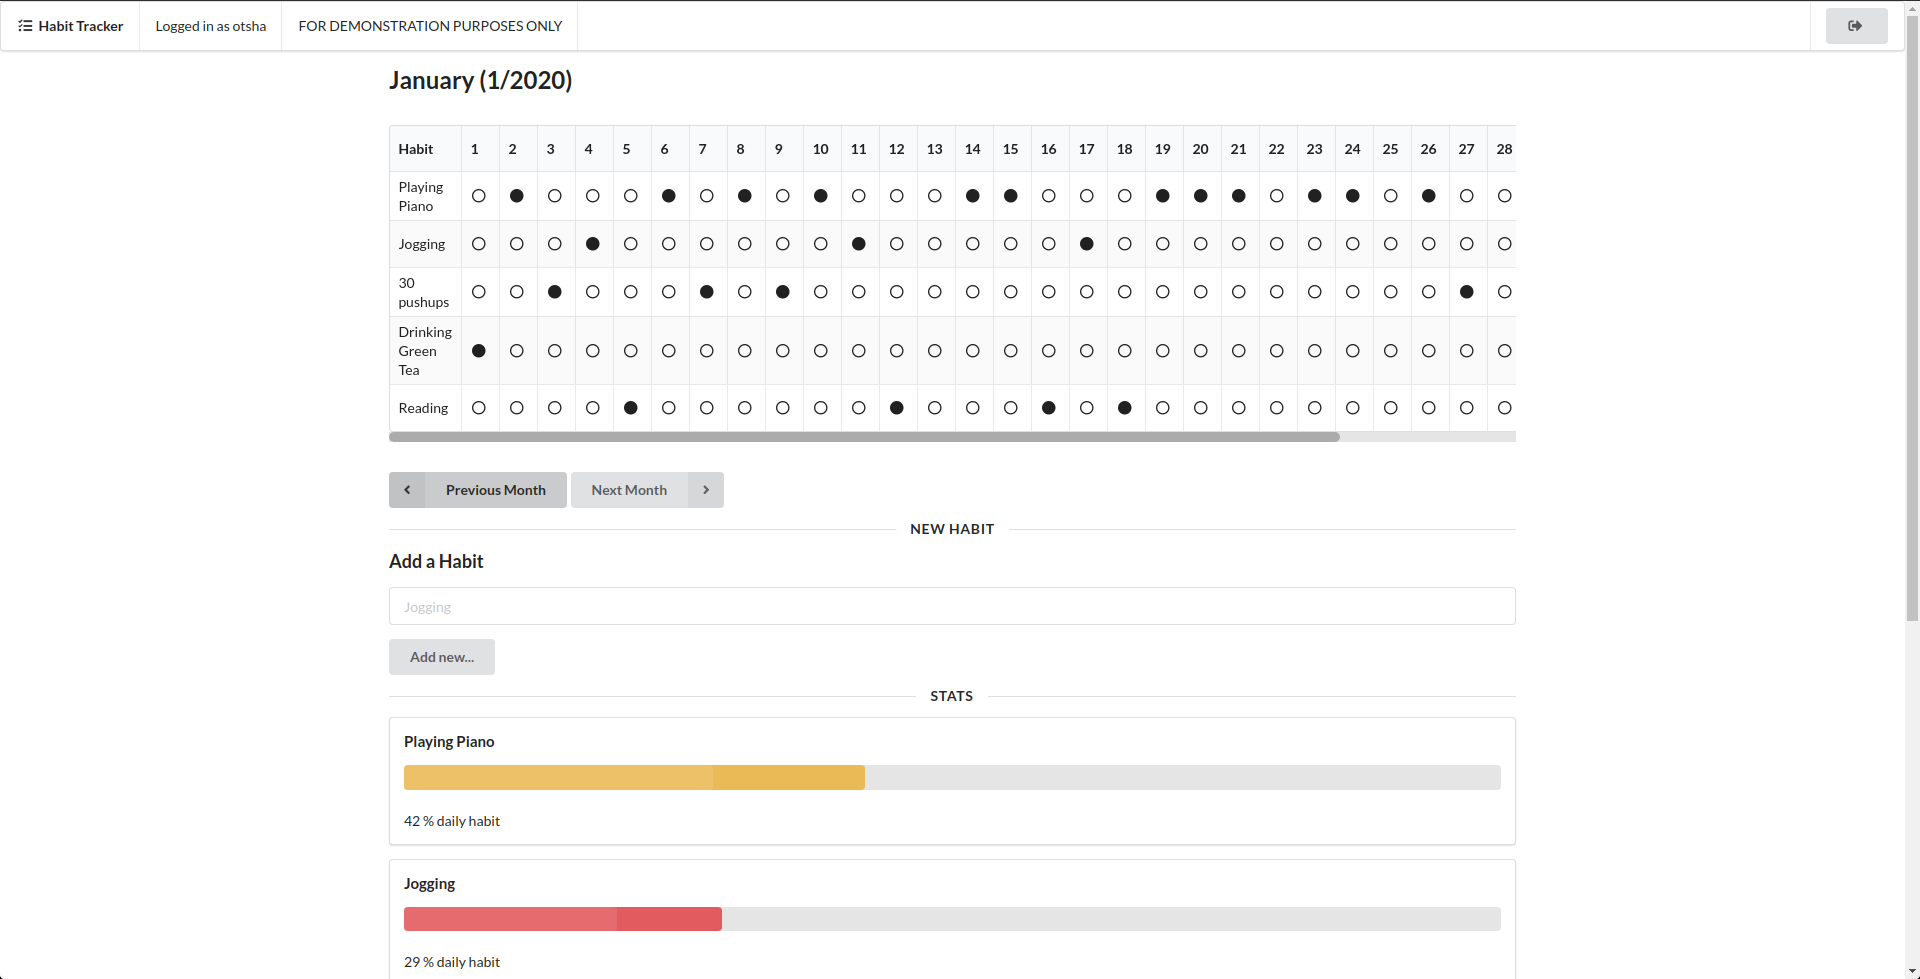 Habit Tracker Logged in as otsha FOR DEMONSTRATION PURPOSES ONLY
January (1/2020)
Habit 1 2 3 4 5 6 7 8 9 10 11 12 13 14 15 16 17 18 19 20 21 22 23 24 25 26 27 28
Playing
Piano
Jogging
30
pushups
Drinking
Green
Tea
Reading
Previous Month Next Month
NEW HABIT
Add a Habit
Jogging
Add new...
STATS
Playing Piano
42 % daily habit
Jogging
29 % daily habit